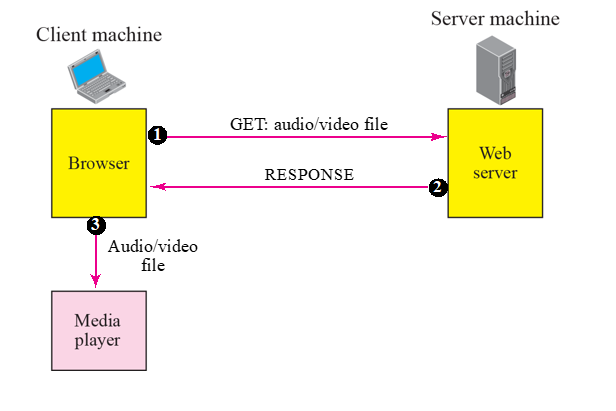 Client machine
Server machine
Browser
1
GET: audio/video file
RESPONSE
2
Web
server
3
Audio/video
file
Media
player